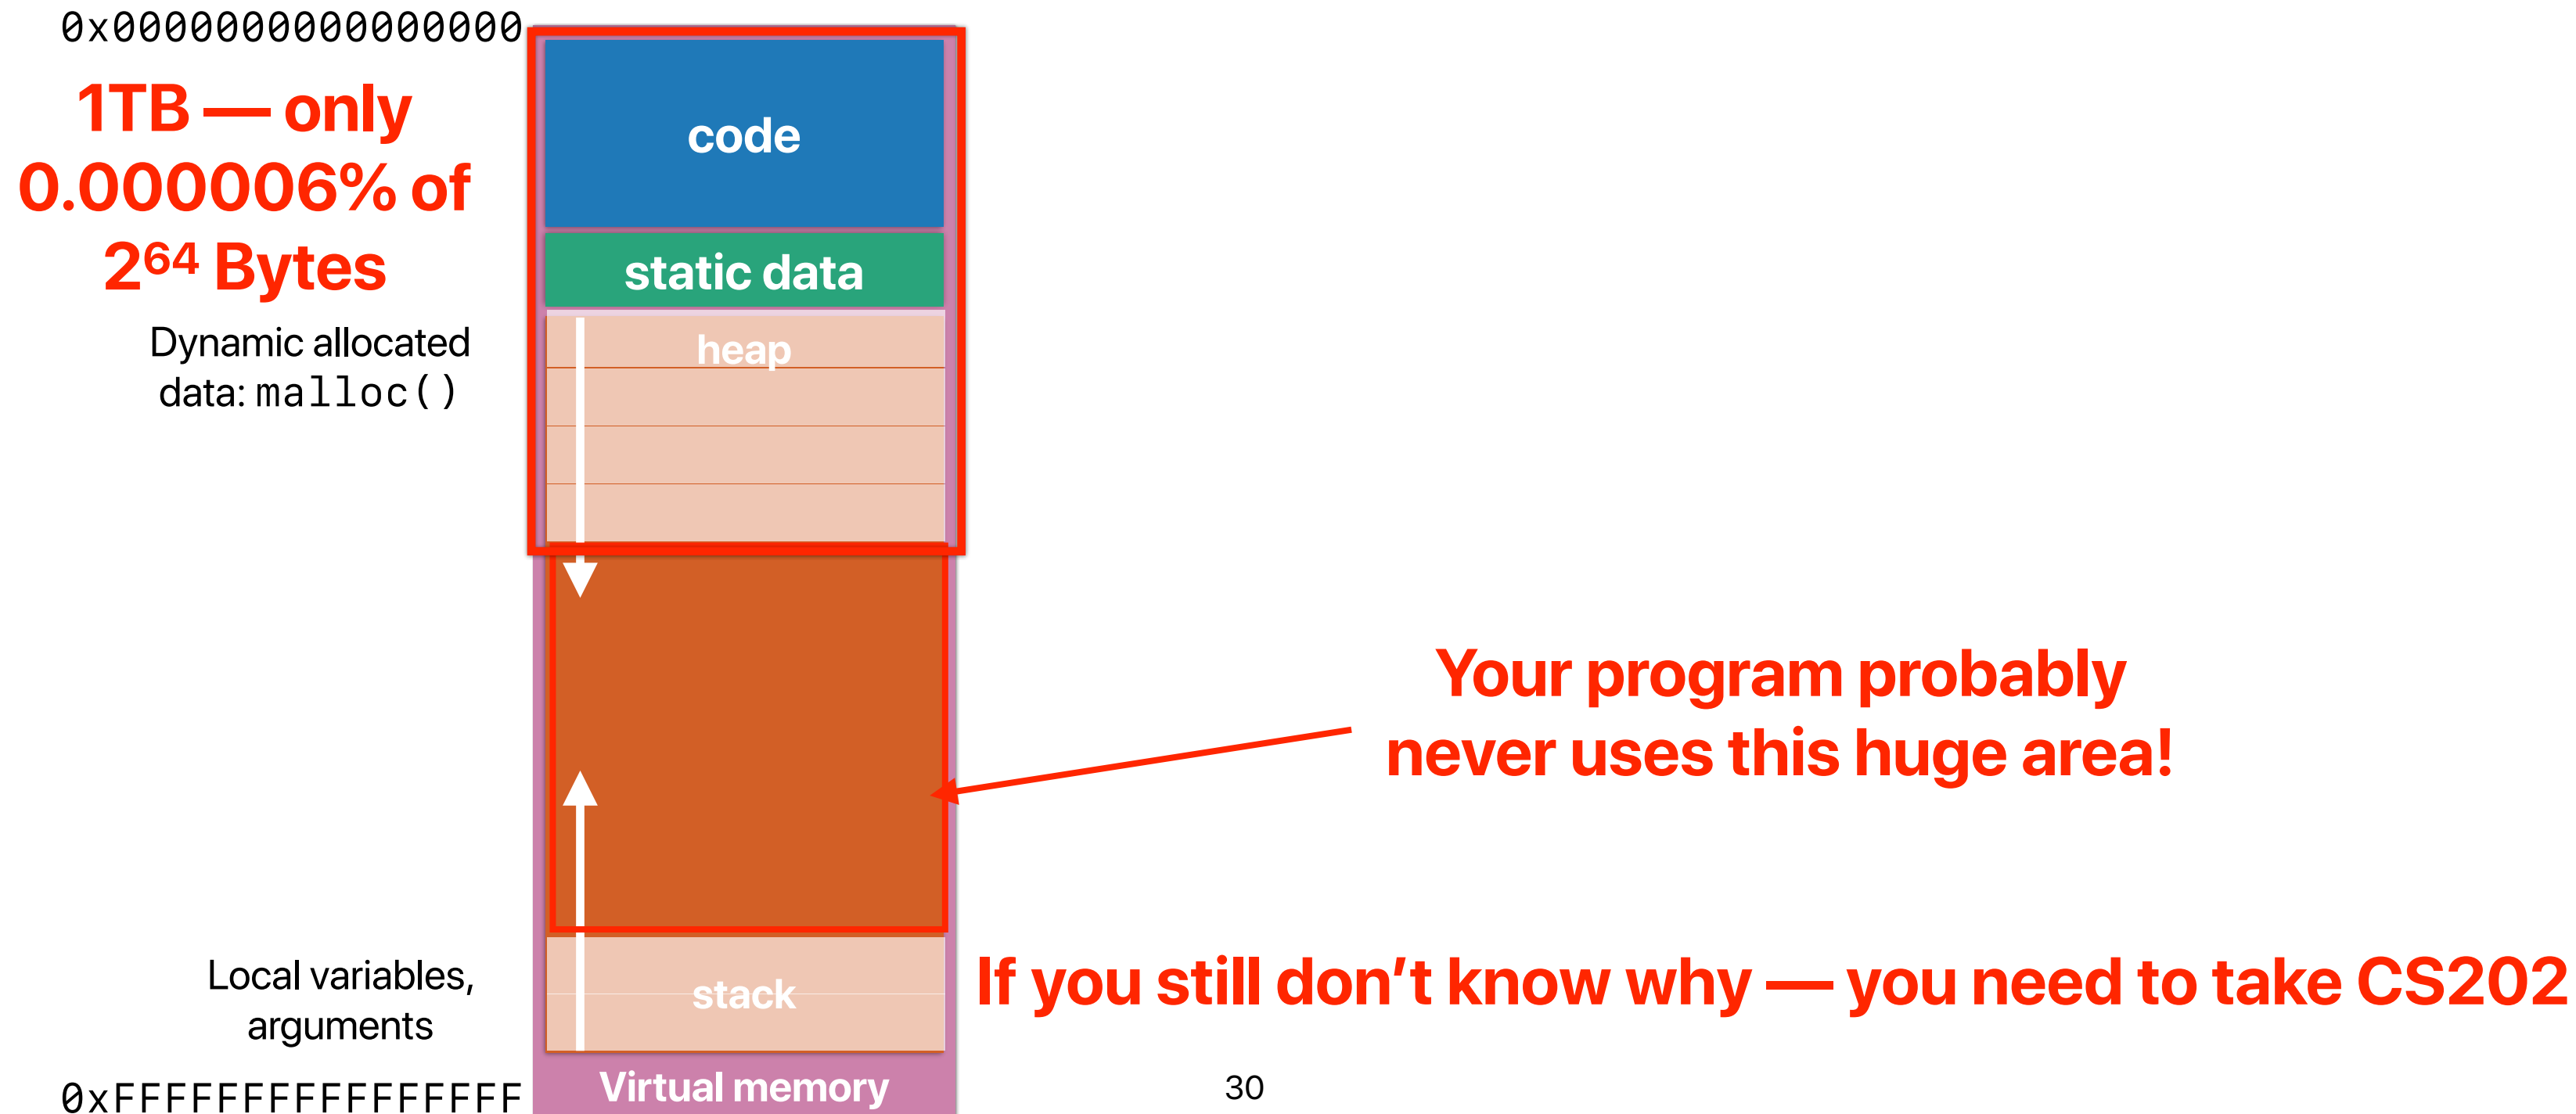 0x0000000000000000
1TB — only
0.000006% of
2⁶⁴ Bytes
code
static data
Dynamic allocated
data: malloc()
heap
Your program probably
never uses this huge area!
Local variables,
arguments
stack
If you still don’t know why — you need to take CS202
0xFFFFFFFFFFFFFFFF
Virtual memory
30